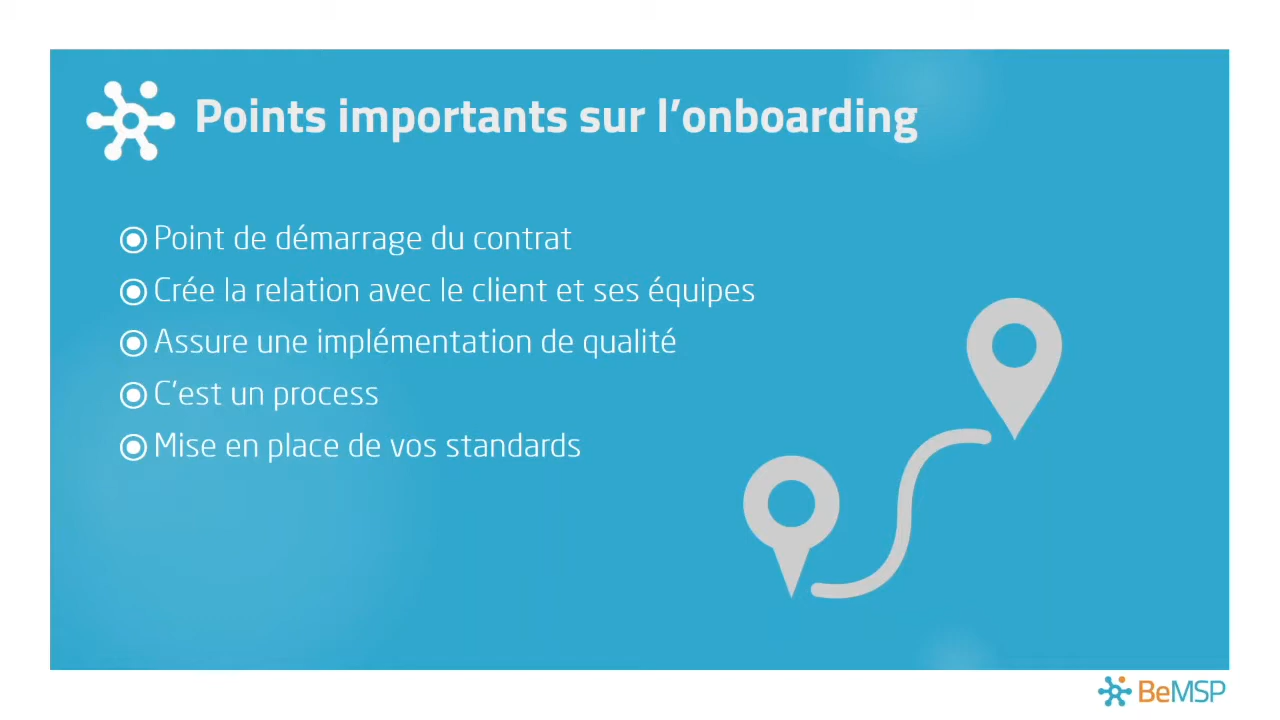 Points importants sur l’onboarding
Point de démarrage du contrat
Crée la relation avec le client et ses équipes
Assure une implémentation de qualité
C’est un process
Mise en place de vos standards
BeMSP